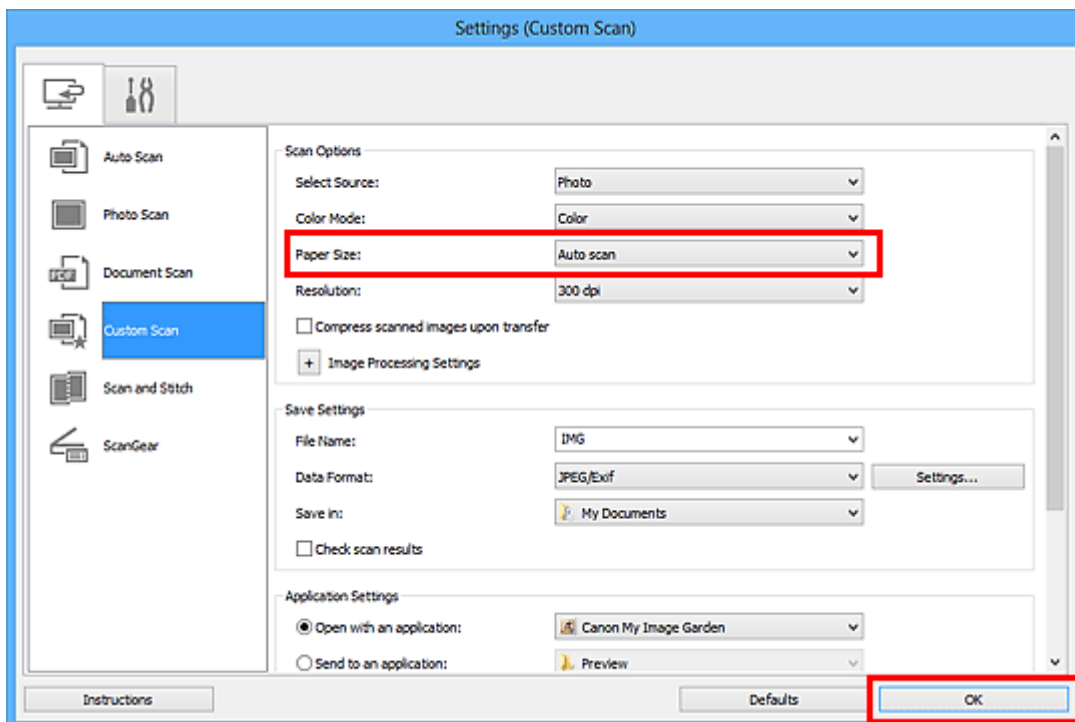 Settings (Custom Scan)
Auto Scan
Photo Scan
Document Scan
Custom Scan
Scan and Stitch
ScanGear
Scan Options
Select Source: Photo
Color Mode: Color
Paper Size: Auto scan
Resolution: 300 dpi
Compress scanned images upon transfer
+ Image Processing Settings
Save Settings
File Name: IMG
Data Format: JPEG/Exif Settings...
Save in: My Documents
Check scan results
Application Settings
Open with an application: Canon My Image Garden
Send to an application: Preview
Instructions Defaults OK